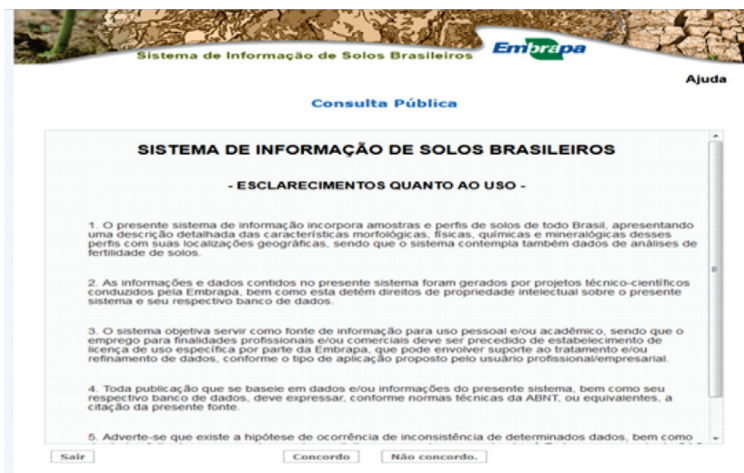 Sistema de Informação de Solos Brasileiros
Embrapa
Ajuda
Consulta Pública
SISTEMA DE INFORMAÇÃO DE SOLOS BRASILEIROS
- ESCLARECIMENTOS QUANTO AO USO -
1. O presente sistema de informação incorpora amostras e perfis de solos de todo Brasil, apresentando
uma descrição detalhada das características morfológicas, físicas, químicas e mineralógicas desses
perfis com suas localizações geográficas, sendo que o sistema contempla também dados de análises de
fertilidade de solos.
2. As informações e dados contidos no presente sistema foram gerados por projetos técnico-científicos
conduzidos pela Embrapa, bem como esta detém direitos de propriedade intelectual sobre o presente
sistema e seu respectivo banco de dados.
3. O sistema objetiva servir como fonte de informação para uso pessoal e/ou acadêmico, sendo que o
emprego para finalidades profissionais e/ou comerciais deve ser precedido de estabelecimento de
licença de uso específica por parte da Embrapa, que pode envolver suporte ao tratamento e/ou
refinamento de dados, conforme o tipo de aplicação proposto pelo usuário profissional/empresarial.
4. Toda publicação que se baseie em dados e/ou informações do presente sistema, bem como seu
respectivo banco de dados, deve expressar, conforme normas técnicas da ABNT, ou equivalentes, a
citação da presente fonte.
5. Adverte-se que existe a hipótese de ocorrência de inconsistência de determinados dados, bem como
Sair Concordo Não concordo.